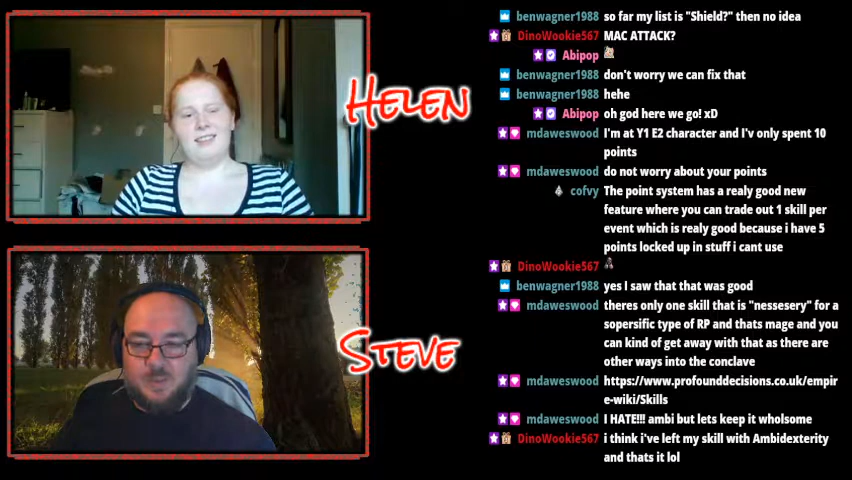 Helen
Steve
benwagner1988 so far my list is "Shield?" then no idea
DinoWookie567 MAC ATTACK?
Abipop
benwagner1988 don't worry we can fix that
benwagner1988 hehe
Abipop oh god here we go! xD
mdaweswood I'm at Y1 E2 character and I'v only spent 10
points
mdaweswood do not worry about your points
cofvy The point system has a realy good new
feature where you can trade out 1 skill per
event which is realy good because i have 5
points locked up in stuff i cant use
DinoWookie567
benwagner1988 yes I saw that that was good
mdaweswood theres only one skill that is "nessesery" for a
supersific type of RP and thats mage and you
can kind of get away with that as there are
other ways into the conclave
mdaweswood https://www.profounddecisions.co.uk/empir
e-wiki/Skills
mdaweswood I HATE!!! ambi but lets keep it wholsome
DinoWookie567 i think i've left my skill with Ambidexterity
and thats it lol